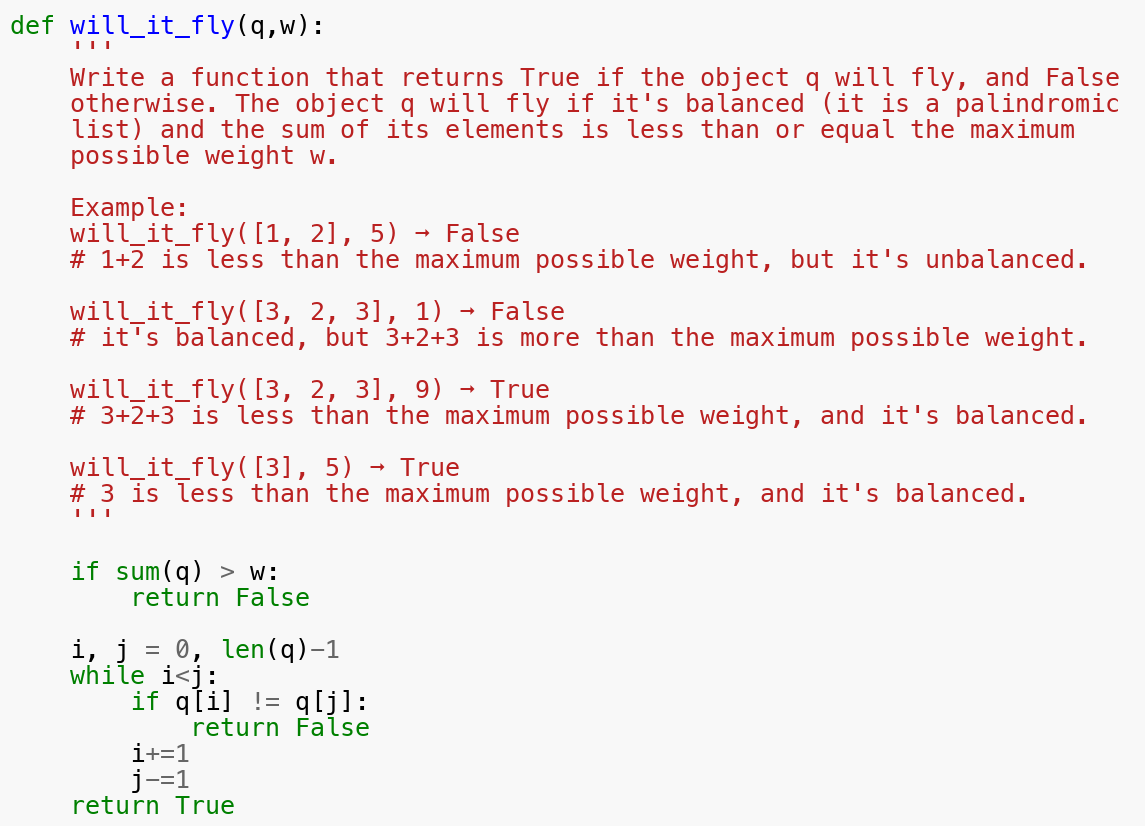 def will_it_fly(q,w):
    '''
    Write a function that returns True if the object q will fly, and False
    otherwise. The object q will fly if it's balanced (it is a palindromic
    list) and the sum of its elements is less than or equal the maximum
    possible weight w.

    Example:
    will_it_fly([1, 2], 5) → False
    # 1+2 is less than the maximum possible weight, but it's unbalanced.

    will_it_fly([3, 2, 3], 1) → False
    # it's balanced, but 3+2+3 is more than the maximum possible weight.

    will_it_fly([3, 2, 3], 9) → True
    # 3+2+3 is less than the maximum possible weight, and it's balanced.

    will_it_fly([3], 5) → True
    # 3 is less than the maximum possible weight, and it's balanced.
    '''

    if sum(q) > w:
        return False

    i, j = 0, len(q)-1
    while i<j:
        if q[i] != q[j]:
            return False
        i+=1
        j-=1
    return True